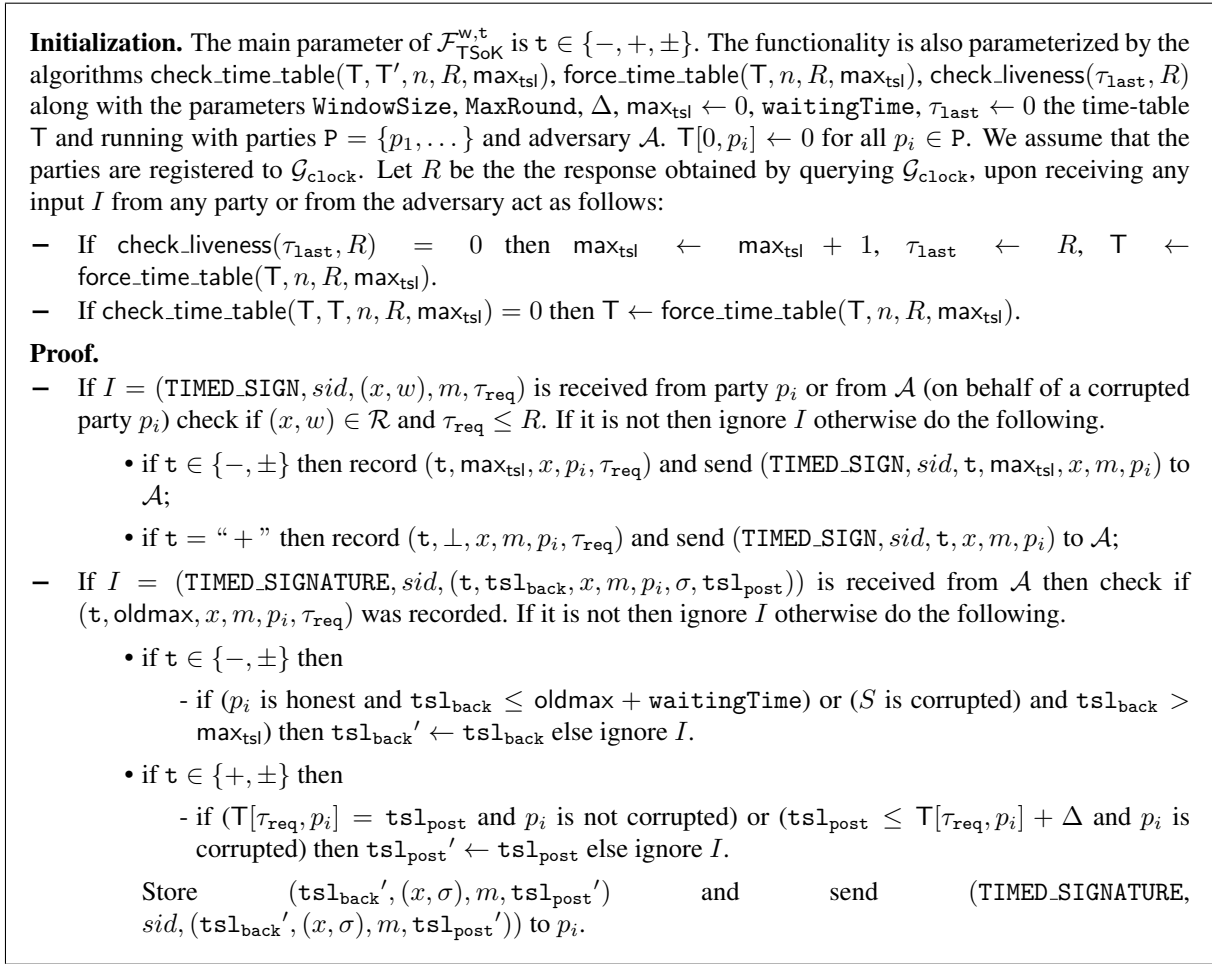 Initialization. The main parameter of F^{w,t}_{TSoK} is t ∈ {−, +, ±}. The functionality is also parameterized by the
algorithms check_time_table(T, T′, n, R, max_tsl), force_time_table(T, n, R, max_tsl), check_liveness(τ_last, R)
along with the parameters WindowSize, MaxRound, Δ, max_tsl ← 0, waitingTime, τ_last ← 0 the time-table
T and running with parties P = {p_1, . . . } and adversary A. T[0, p_i] ← 0 for all p_i ∈ P. We assume that the
parties are registered to G_clock. Let R be the the response obtained by querying G_clock, upon receiving any
input I from any party or from the adversary act as follows:
– If check_liveness(τ_last, R) = 0 then max_tsl ← max_tsl + 1, τ_last ← R, T ←
force_time_table(T, n, R, max_tsl).
– If check_time_table(T, T, n, R, max_tsl) = 0 then T ← force_time_table(T, n, R, max_tsl).
Proof.
– If I = (TIMED_SIGN, sid, (x, w), m, τ_req) is received from party p_i or from A (on behalf of a corrupted
party p_i) check if (x, w) ∈ R and τ_req ≤ R. If it is not then ignore I otherwise do the following.
• if t ∈ {−, ±} then record (t, max_tsl, x, p_i, τ_req) and send (TIMED_SIGN, sid, t, max_tsl, x, m, p_i) to
A;
• if t = “ + ” then record (t, ⊥, x, m, p_i, τ_req) and send (TIMED_SIGN, sid, t, x, m, p_i) to A;
– If I = (TIMED_SIGNATURE, sid, (t, tsl_back, x, m, p_i, σ, tsl_post)) is received from A then check if
(t, oldmax, x, m, p_i, τ_req) was recorded. If it is not then ignore I otherwise do the following.
• if t ∈ {−, ±} then
- if (p_i is honest and tsl_back ≤ oldmax + waitingTime) or (S is corrupted) and tsl_back >
max_tsl) then tsl_back′ ← tsl_back else ignore I.
• if t ∈ {+, ±} then
- if (T[τ_req, p_i] = tsl_post and p_i is not corrupted) or (tsl_post ≤ T[τ_req, p_i] + Δ and p_i is
corrupted) then tsl_post′ ← tsl_post else ignore I.
Store (tsl_back′, (x, σ), m, tsl_post′) and send (TIMED_SIGNATURE,
sid, (tsl_back′, (x, σ), m, tsl_post′)) to p_i.